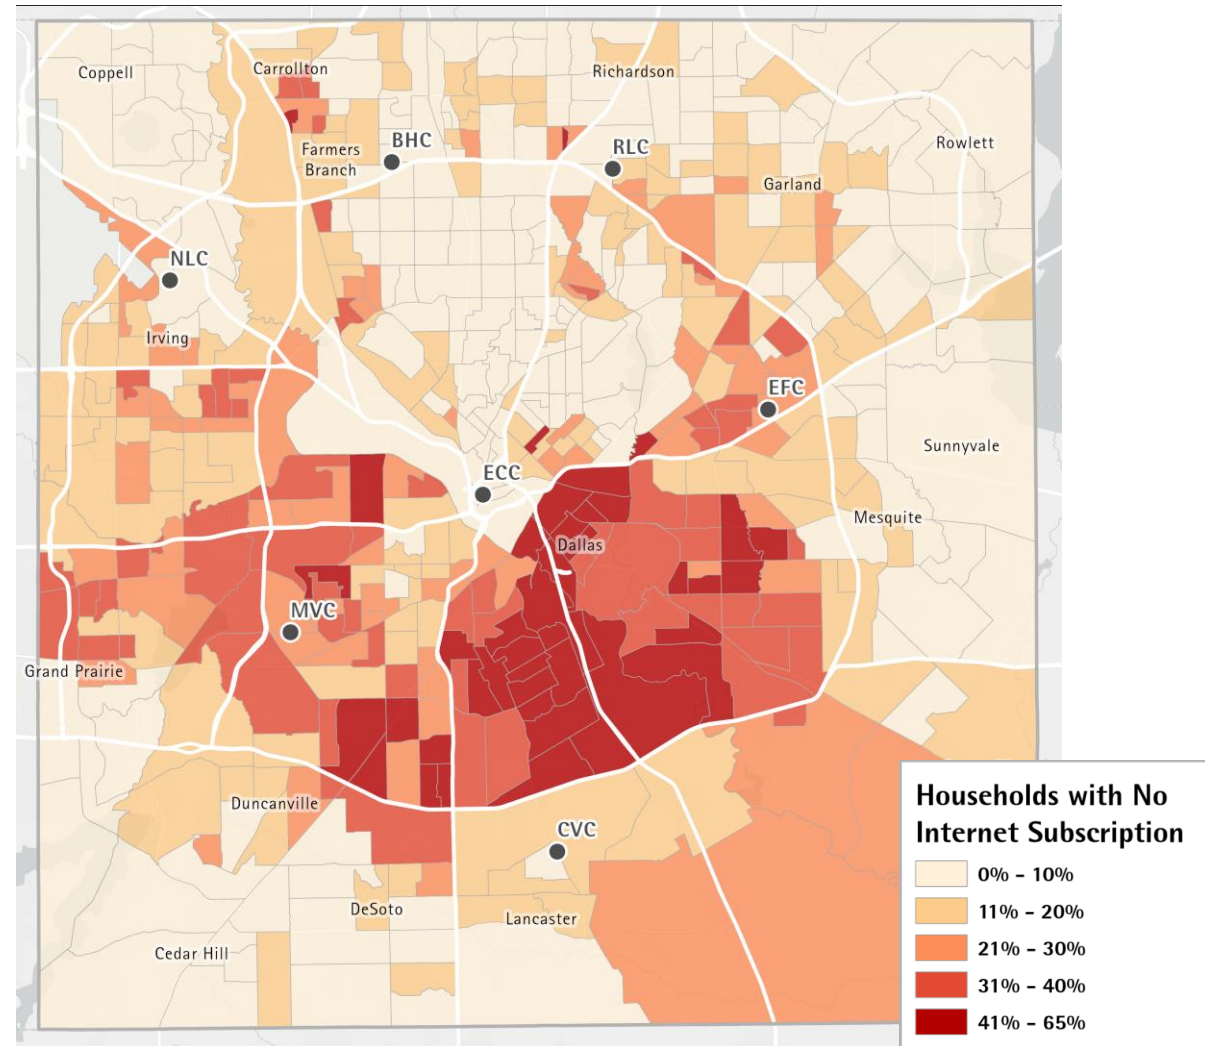 Coppell
Carrollton
Richardson
Farmers
Branch
BHC
RLC
Rowlett
Garland
NLC
Irving
EFC
Sunnyvale
ECC
Mesquite
Dallas
MVC
Grand Prairie
Duncanville
CVC
DeSoto
Lancaster
Cedar Hill
Households with No
Internet Subscription
0% - 10%
11% - 20%
21% - 30%
31% - 40%
41% - 65%